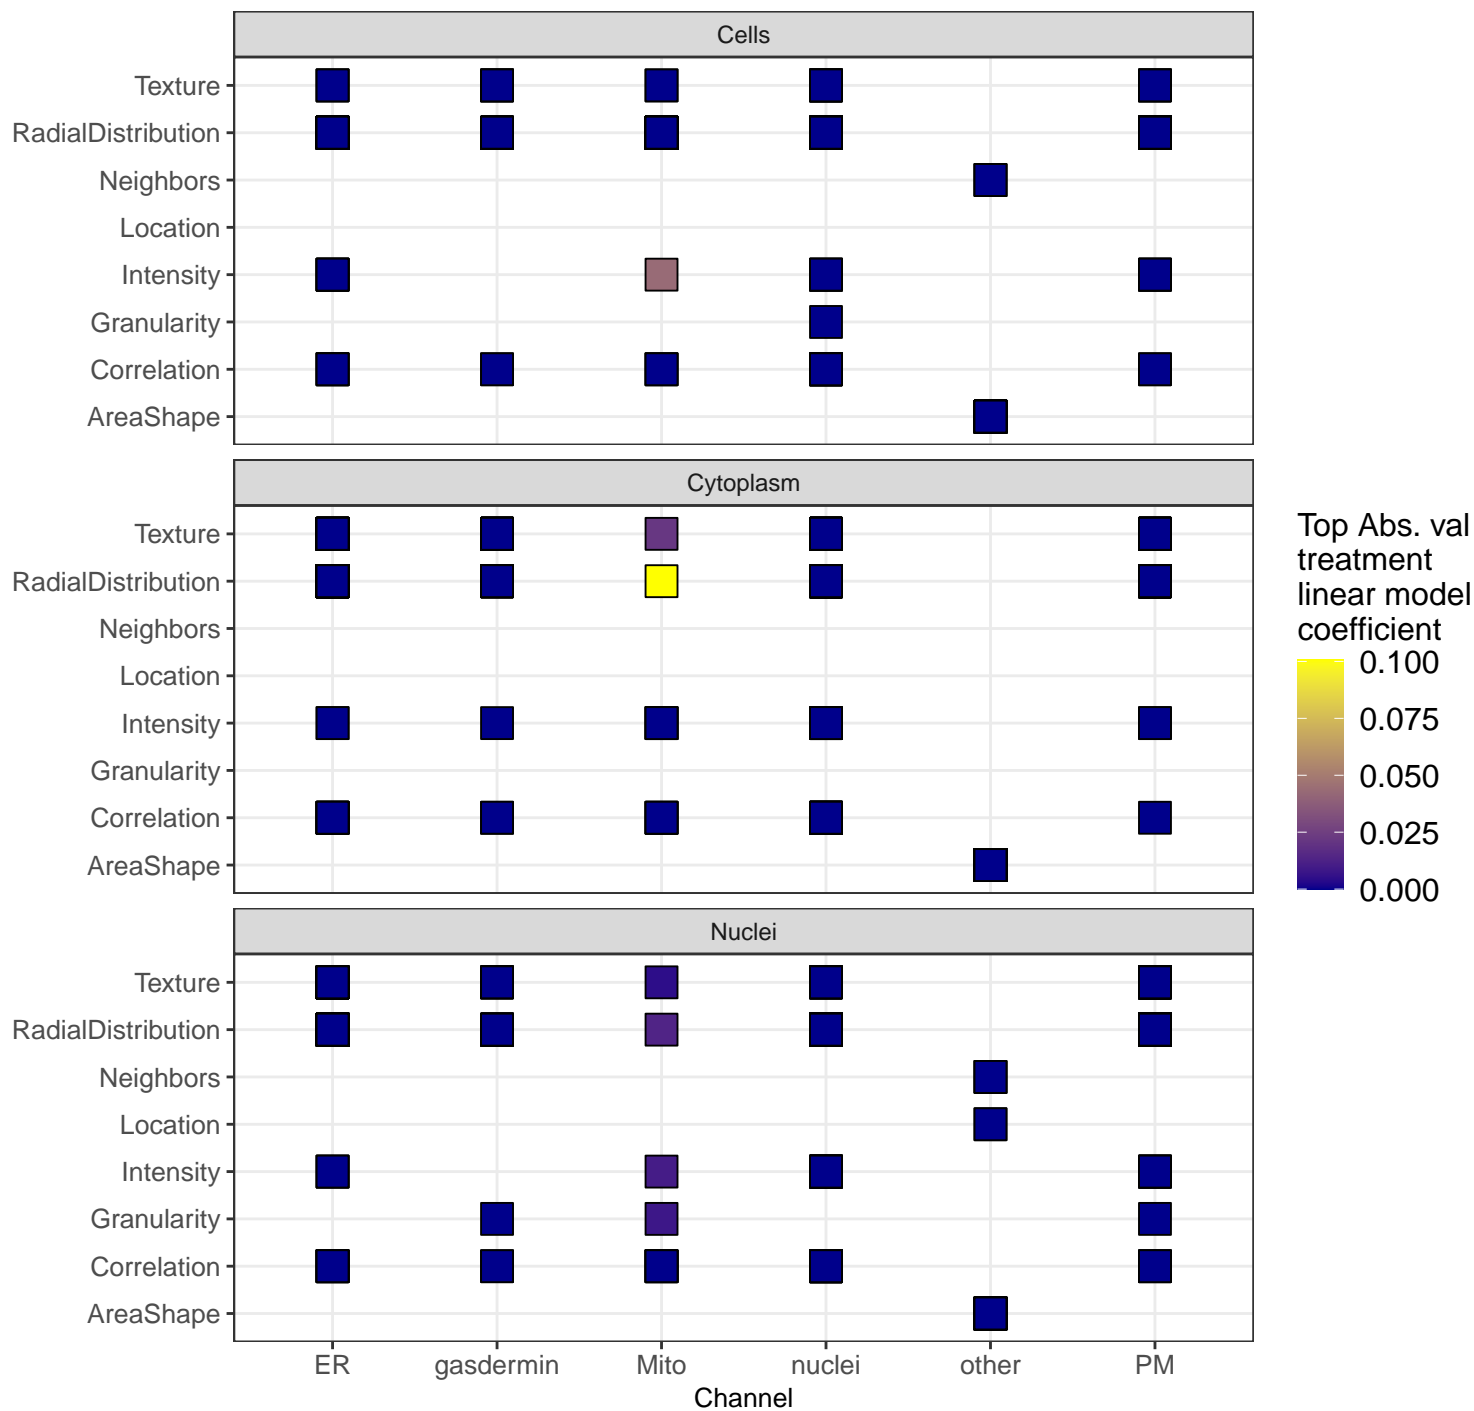 Cells
Texture
RadialDistribution
Neighbors
Location
Intensity
Granularity
Correlation
AreaShape
Cytoplasm
Texture
RadialDistribution
Neighbors
Location
Intensity
Granularity
Correlation
AreaShape
Nuclei
Texture
RadialDistribution
Neighbors
Location
Intensity
Granularity
Correlation
AreaShape
ER gasdermin Mito nuclei other PM
Channel
Top Abs. val
treatment
linear model
coefficient
0.100
0.075
0.050
0.025
0.000